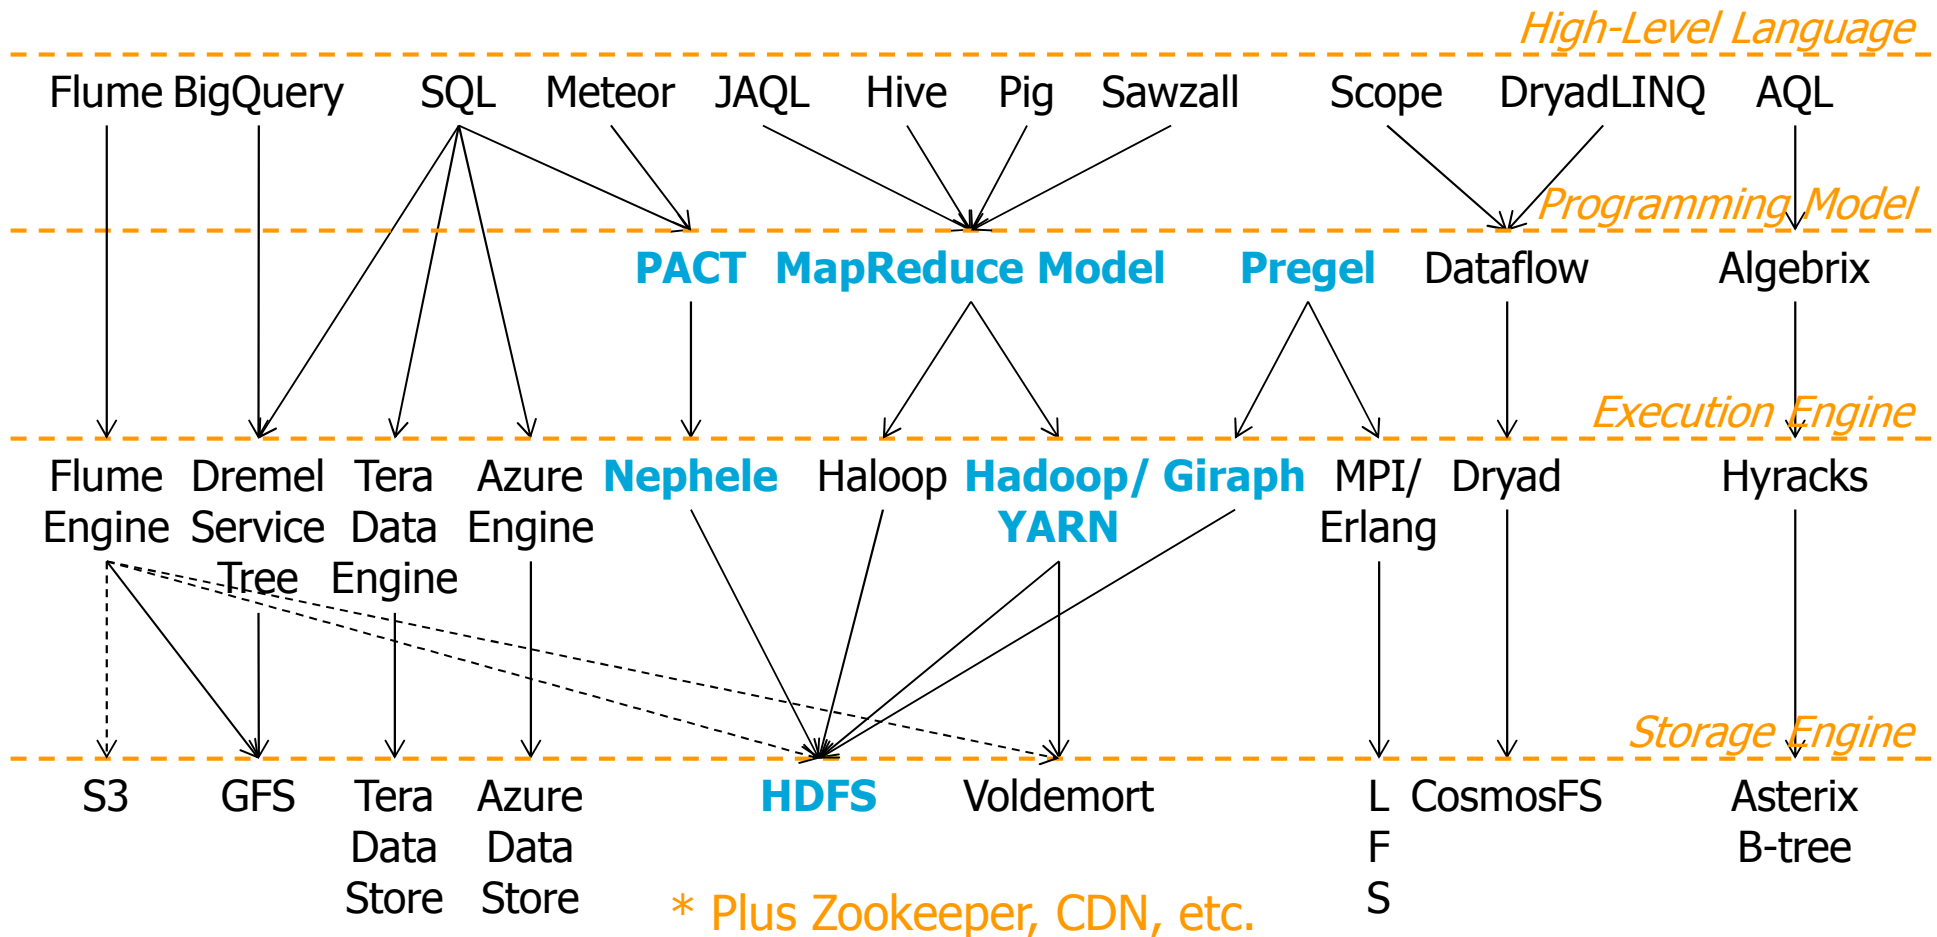 High-Level Language
Flume BigQuery SQL Meteor JAQL Hive Pig Sawzall Scope DryadLINQ AQL
Programming Model
PACT MapReduce Model Pregel Dataflow Algebrix
Execution Engine
Flume Dremel Tera Azure Nephele Haloop Hadoop/ Giraph MPI/ Dryad Hyracks
Engine Service Data Engine YARN Erlang
Tree Engine
Storage Engine
S3 GFS Tera Azure HDFS Voldemort L CosmosFS Asterix
Data Data F B-tree
Store Store S
* Plus Zookeeper, CDN, etc.